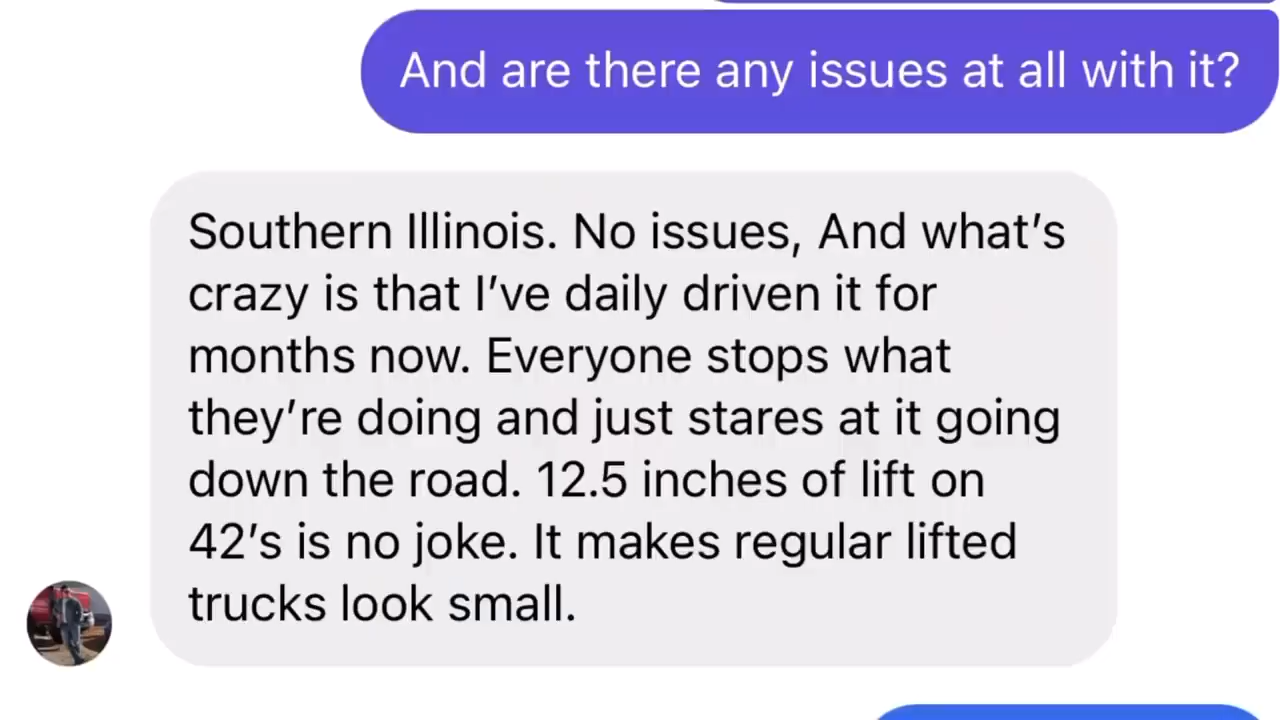 And are there any issues at all with it?
Southern Illinois. No issues, And what’s
crazy is that I’ve daily driven it for
months now. Everyone stops what
they’re doing and just stares at it going
down the road. 12.5 inches of lift on
42’s is no joke. It makes regular lifted
trucks look small.